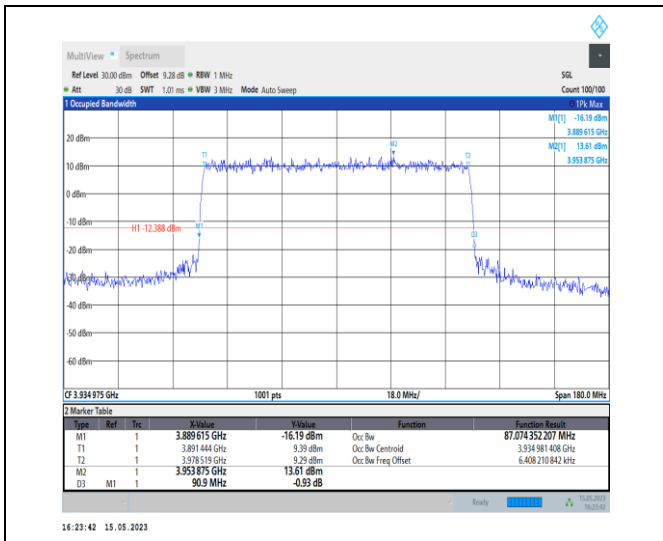 MultiView Spectrum
Ref Level 30.00 dBm Offset 9.28 dB RBW 1 MHz SGL
Att 30 dB SWT 1.01 ms VBW 3 MHz Mode Auto Sweep Count 100/100
1 Occupied Bandwidth 1Pk Max
M1[1] -16.19 dBm
3.889 615 GHz
M2[1] 13.61 dBm
3.953 875 GHz
20 dBm
M2
T1 T2
10 dBm
0 dBm
-10 dBm
H1 -12.388 dBm M1
D3
-20 dBm
-30 dBm
-40 dBm
-50 dBm
-60 dBm
CF 3.934 975 GHz 1001 pts 18.0 MHz/ Span 180.0 MHz
2 Marker Table
Type Ref Trc X-Value Y-Value Function Function Result
M1 1 3.889 615 GHz -16.19 dBm Occ Bw 87.074 352 207 MHz
T1 1 3.891 444 GHz 9.39 dBm Occ Bw Centroid 3.934 981 408 GHz
T2 1 3.978 519 GHz 9.29 dBm Occ Bw Freq Offset 6.408 210 842 kHz
M2 1 3.953 875 GHz 13.61 dBm
D3 M1 1 90.9 MHz -0.93 dB
Ready 15.05.2023
16:23:42
16:23:42 15.05.2023